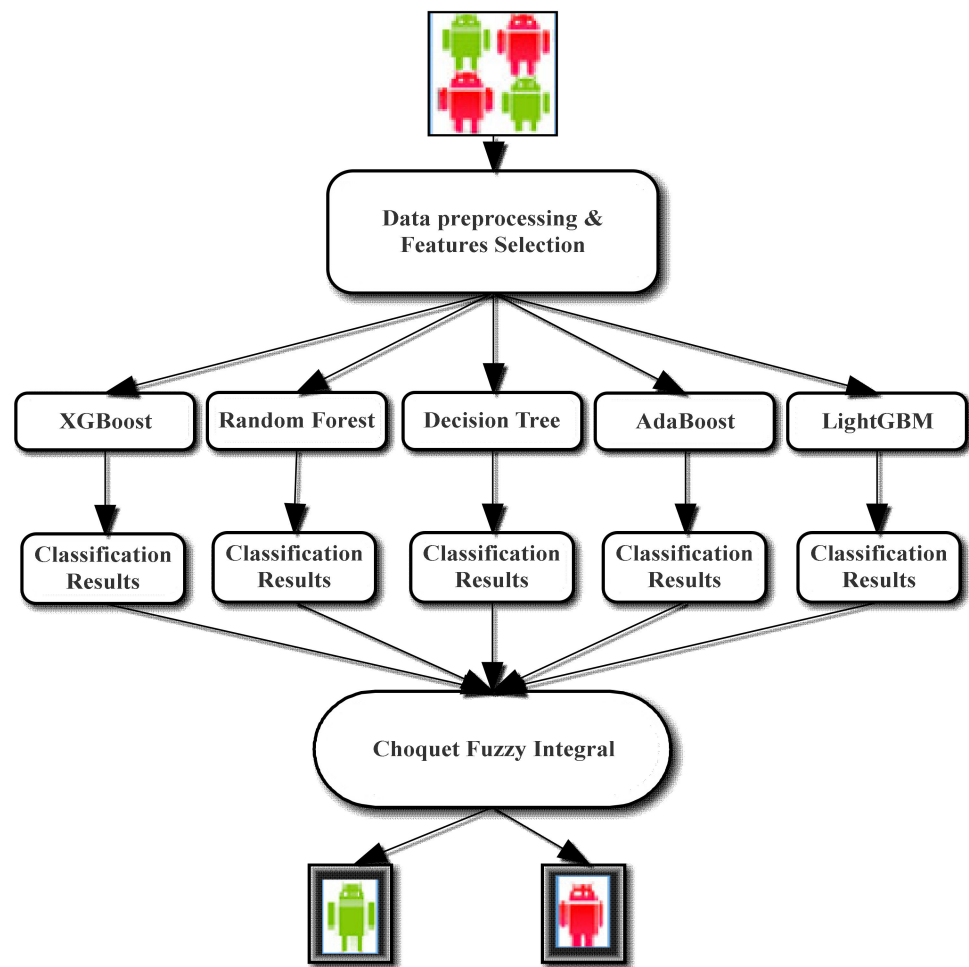 Data preprocessing &
Features Selection
XGBoost
Random Forest
Decision Tree
AdaBoost
LightGBM
Classification
Results
Classification
Results
Classification
Results
Classification
Results
Classification
Results
Choquet Fuzzy Integral